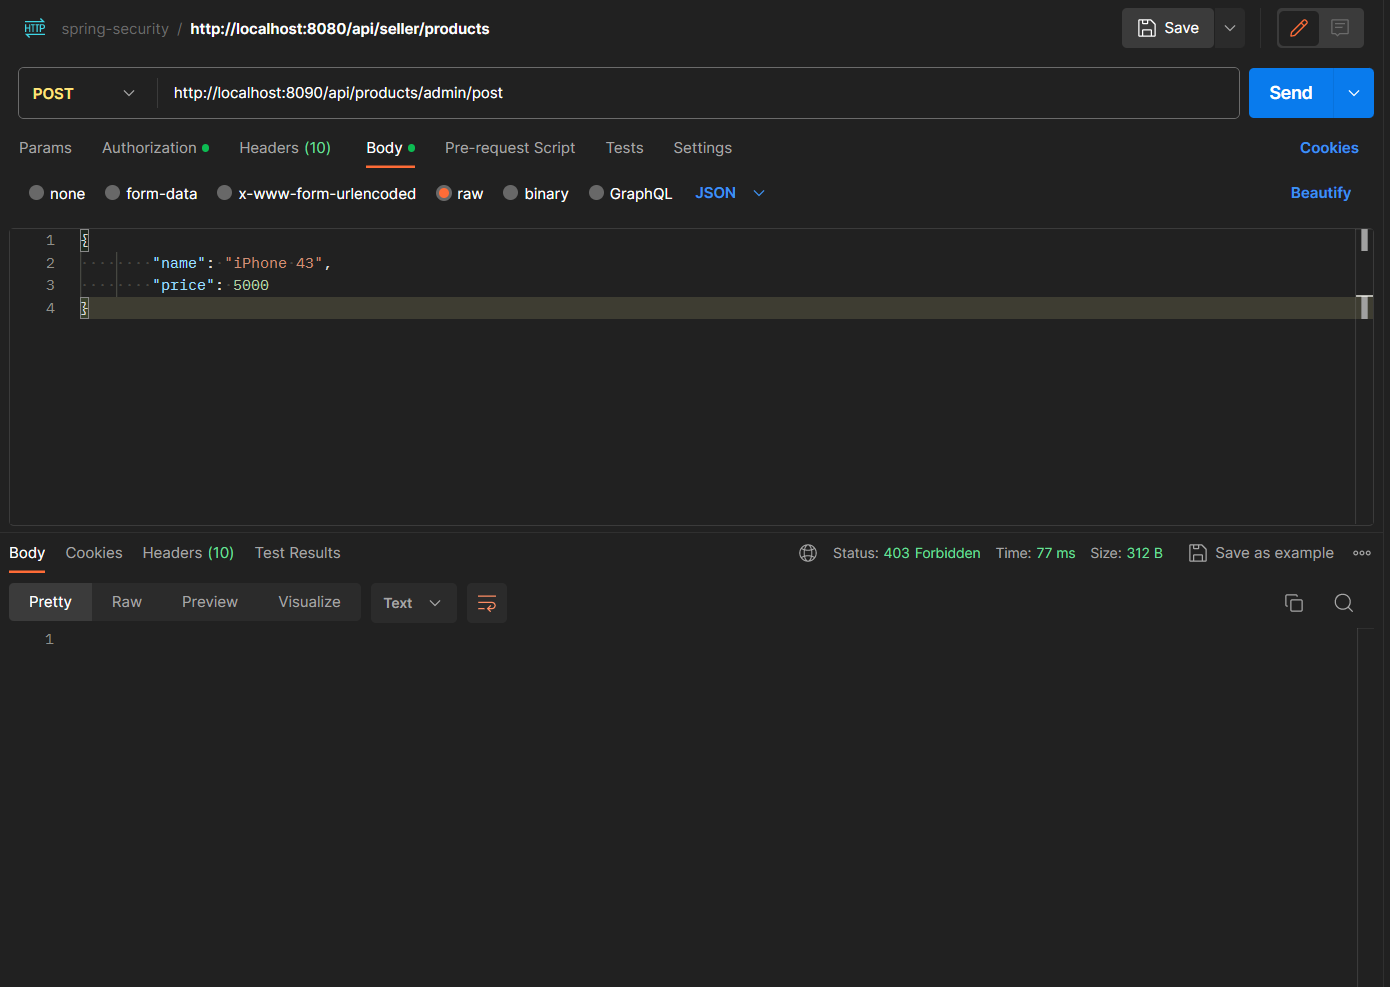 HTTP spring-security / http://localhost:8080/api/seller/products Save
POST http://localhost:8090/api/products/admin/post Send
Params Authorization Headers (10) Body Pre-request Script Tests Settings Cookies
none form-data x-www-form-urlencoded raw binary GraphQL JSON Beautify
1 {
2 "name": "iPhone 43",
3 "price": 5000
4 }
Body Cookies Headers (10) Test Results Status: 403 Forbidden Time: 77 ms Size: 312 B Save as example
Pretty Raw Preview Visualize Text
1